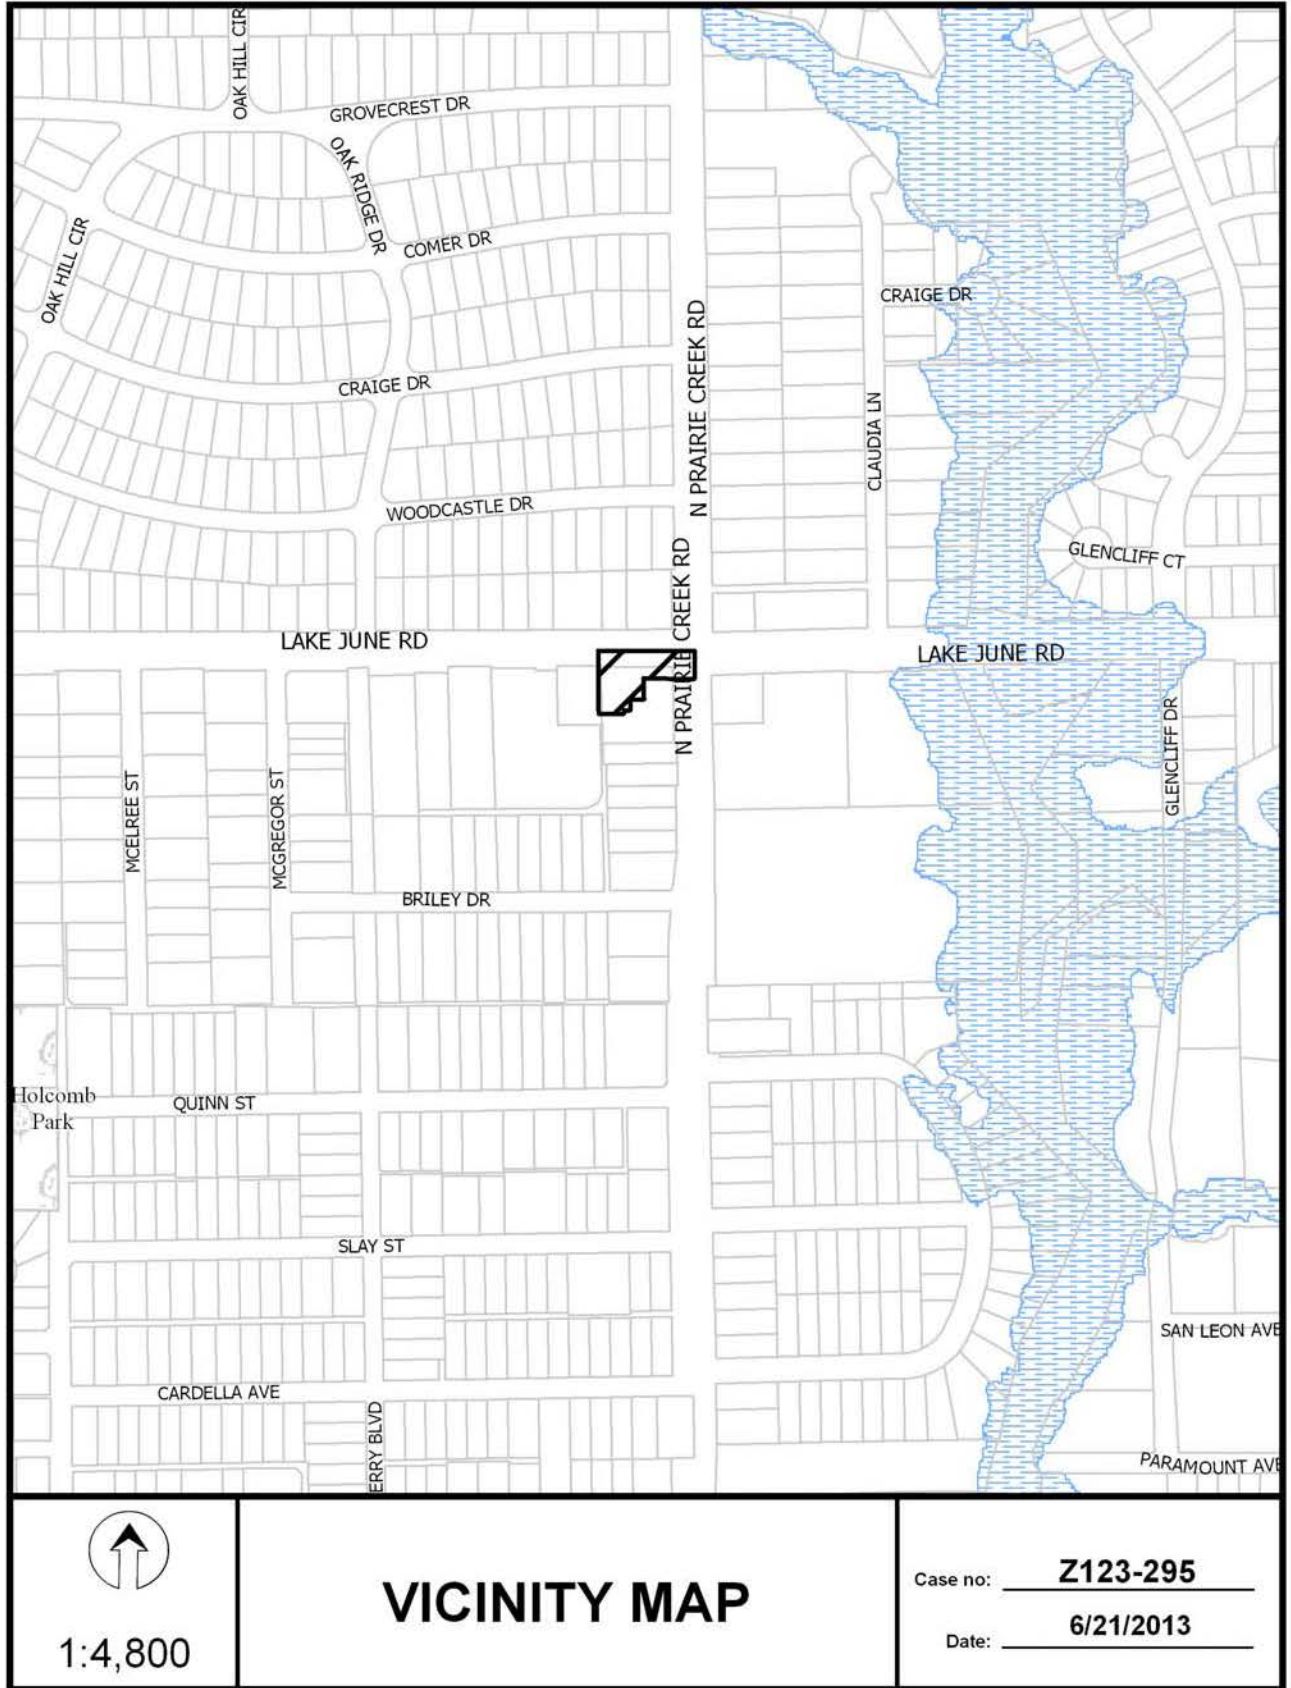 OAK HILL CIR
GROVECREST DR
OAK RIDGE DR
COMER DR
OAK HILL CIR
CRAIGE DR
N PRAIRIE CREEK RD
CRAIGE DR
CLAUDIA LN
WOODCASTLE DR
GLENCLIFF CT
N PRAIRIE CREEK RD
LAKE JUNE RD
LAKE JUNE RD
GLENCLIFF DR
MCELREE ST
MCGREGOR ST
BRILEY DR
Holcomb
Park
QUINN ST
SLAY ST
SAN LEON AVE
CARDELLA AVE
ERRY BLVD
PARAMOUNT AVE
1:4,800
VICINITY MAP
Case no: Z123-295
Date: 6/21/2013